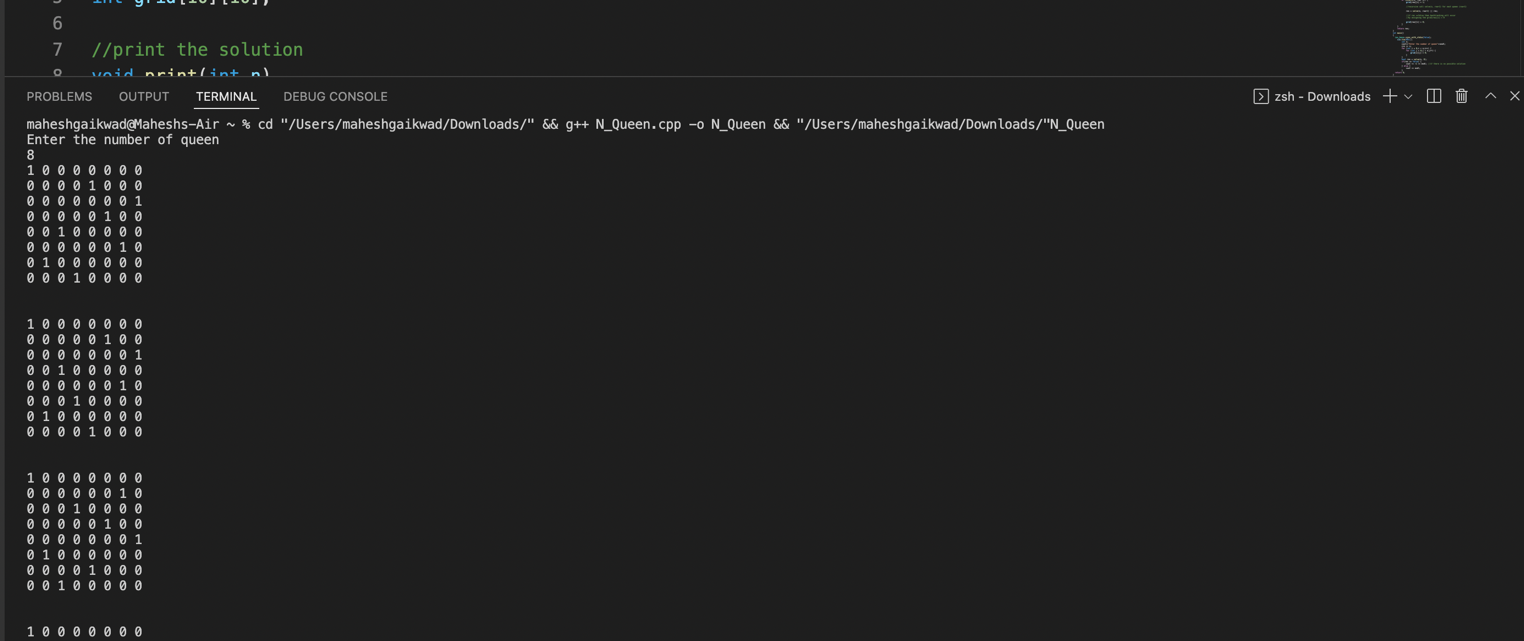 6
7 //print the solution
8 void print(int n)
PROBLEMS OUTPUT TERMINAL DEBUG CONSOLE zsh - Downloads
maheshgaikwad@Maheshs-Air ~ % cd "/Users/maheshgaikwad/Downloads/" && g++ N_Queen.cpp -o N_Queen && "/Users/maheshgaikwad/Downloads/"N_Queen
Enter the number of queen
8
1 0 0 0 0 0 0 0
0 0 0 0 1 0 0 0
0 0 0 0 0 0 0 1
0 0 0 0 0 1 0 0
0 0 1 0 0 0 0 0
0 0 0 0 0 0 1 0
0 1 0 0 0 0 0 0
0 0 0 1 0 0 0 0
1 0 0 0 0 0 0 0
0 0 0 0 0 1 0 0
0 0 0 0 0 0 0 1
0 0 1 0 0 0 0 0
0 0 0 0 0 0 1 0
0 0 0 1 0 0 0 0
0 1 0 0 0 0 0 0
0 0 0 0 1 0 0 0
1 0 0 0 0 0 0 0
0 0 0 0 0 0 1 0
0 0 0 1 0 0 0 0
0 0 0 0 0 1 0 0
0 0 0 0 0 0 0 1
0 1 0 0 0 0 0 0
0 0 0 0 1 0 0 0
0 0 1 0 0 0 0 0
1 0 0 0 0 0 0 0